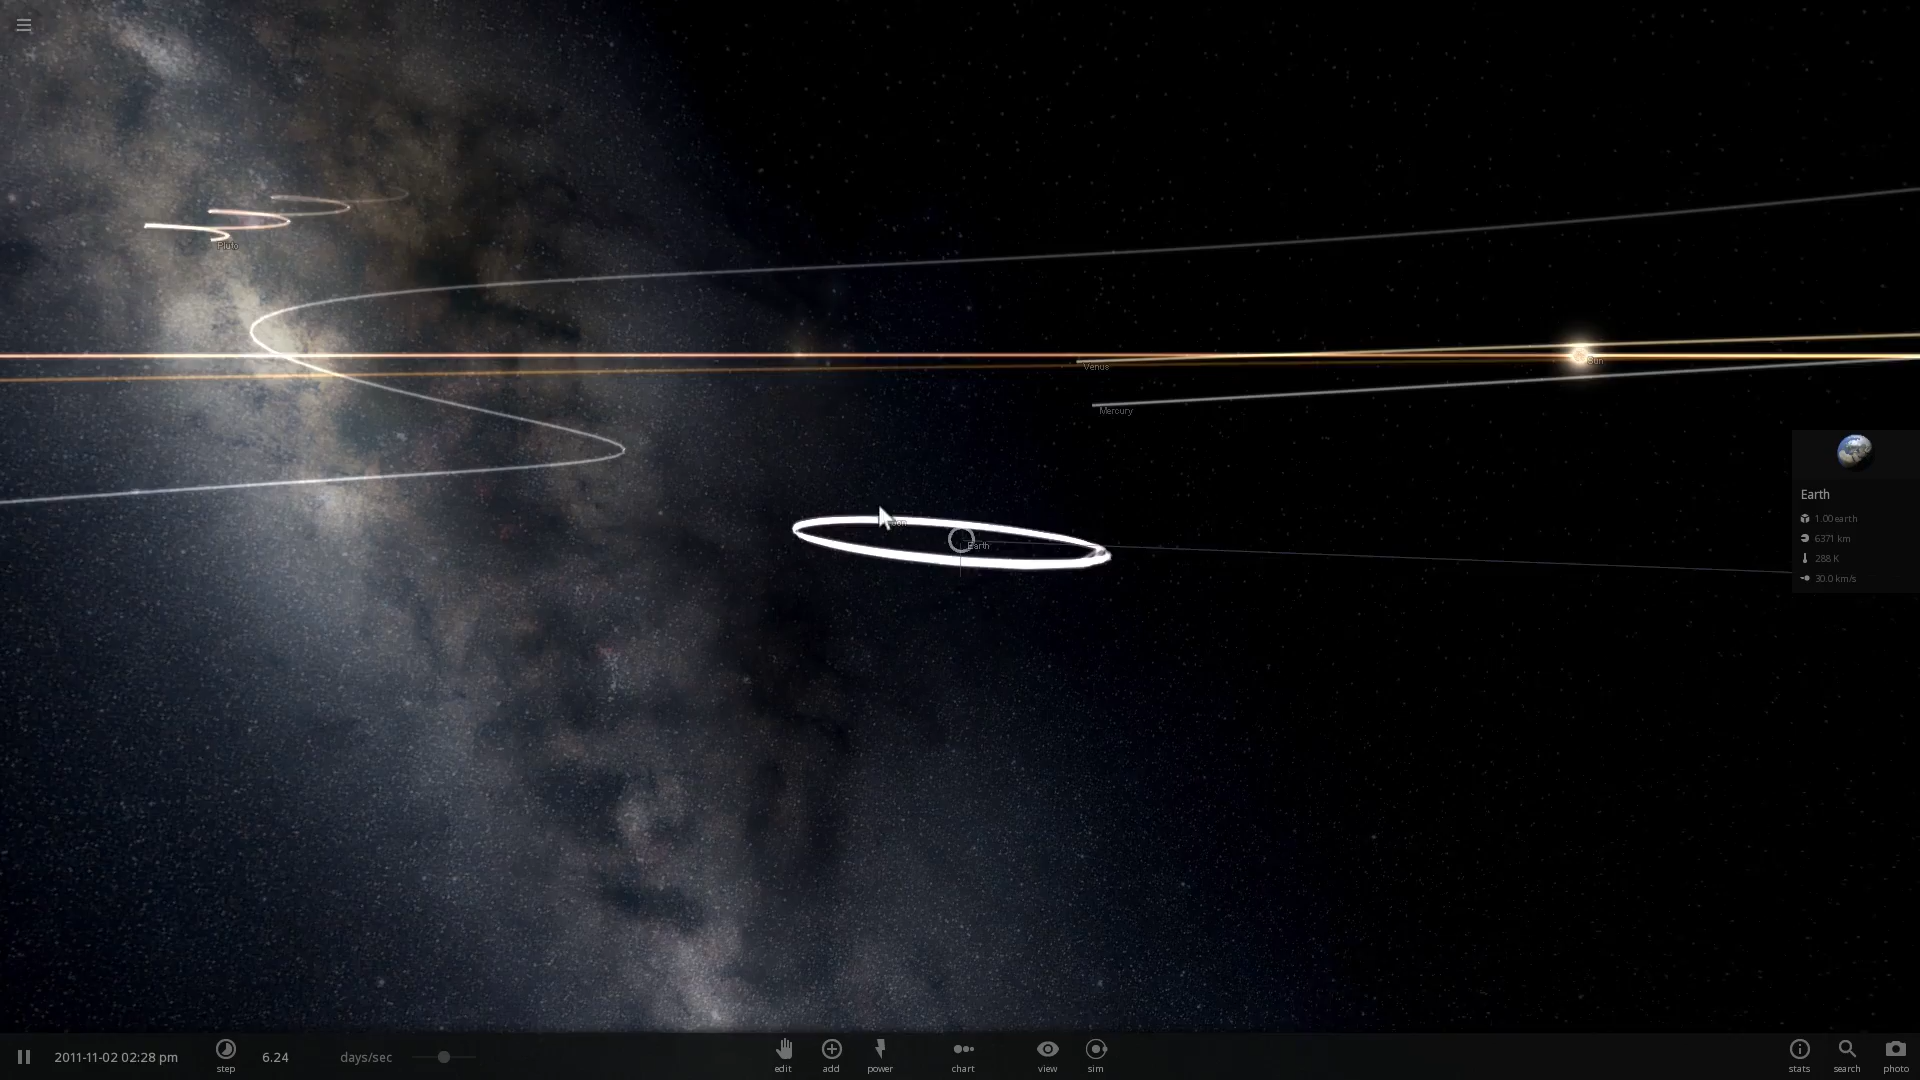 Pluto
Venus
Sun
Mercury
Earth
Earth
1.00 earth
6371 km
288 K
30.0 km/s
2011-11-02 02:28 pm
step
6.24
days/sec
edit
add
power
chart
view
sim
stats
search
photo